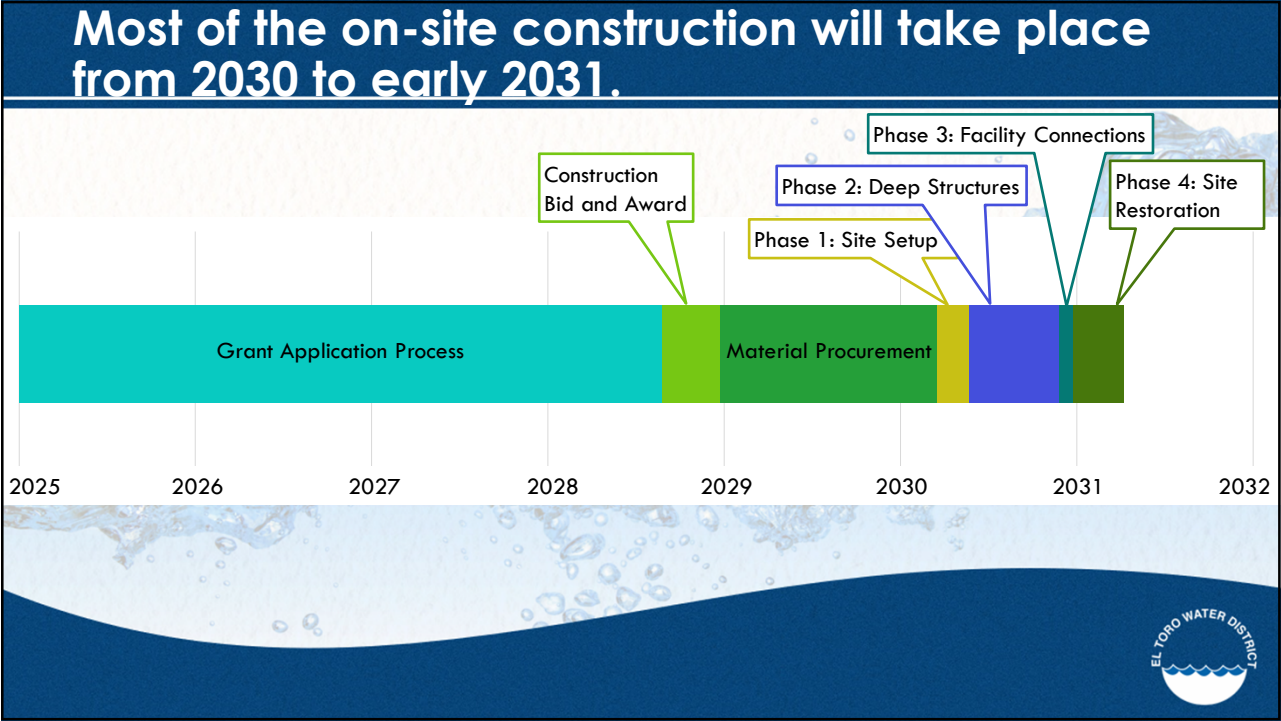 Most of the on-site construction will take place
from 2030 to early 2031.
Phase 3: Facility Connections
Construction
Bid and Award
Phase 2: Deep Structures
Phase 4: Site
Restoration
Phase 1: Site Setup
Grant Application Process
Material Procurement
2025
2026
2027
2028
2029
2030
2031
2032
EL TORO WATER DISTRICT